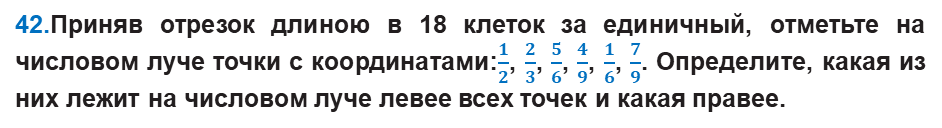 42.Приняв отрезок длиною в 18 клеток за единичный, отметьте на
числовом луче точки с координатами:1/2, 2/3, 5/6, 4/9, 1/6, 7/9. Определите, какая из
них лежит на числовом луче левее всех точек и какая правее.